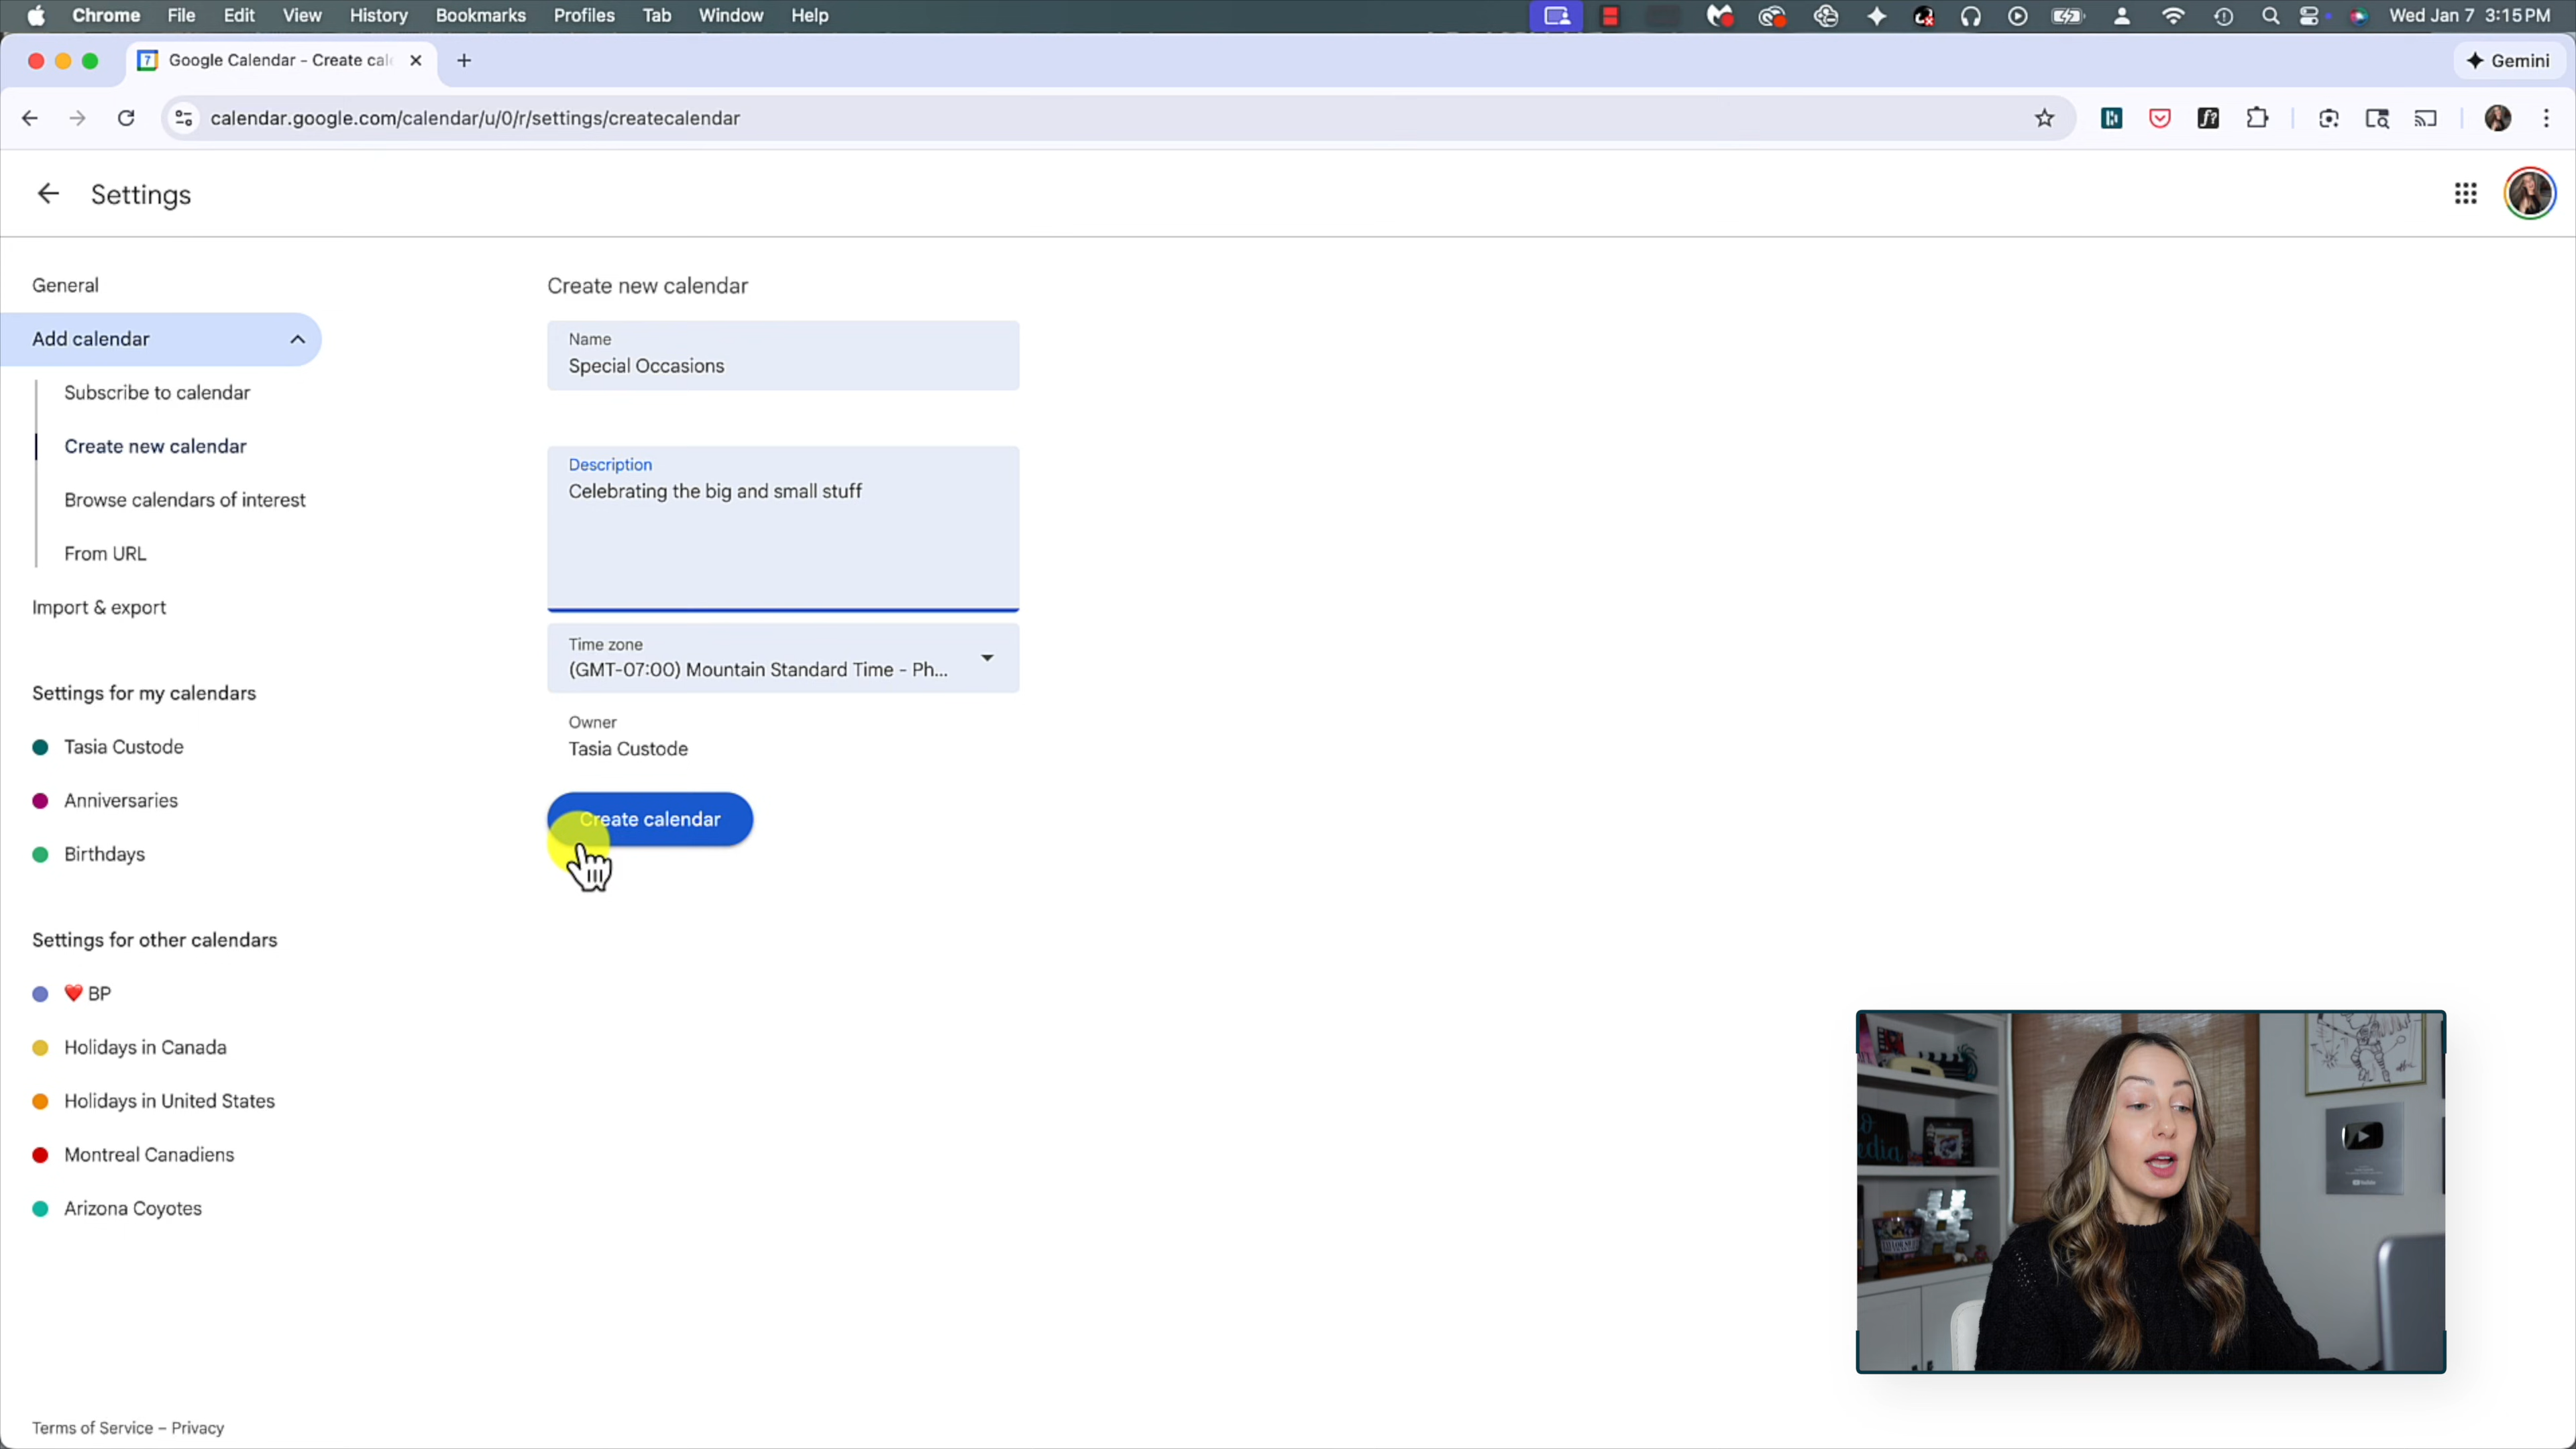 Chrome File Edit View History Bookmarks Profiles Tab Window Help
Wed Jan 7 3:15 PM
Google Calendar - Create cal
Gemini
calendar.google.com/calendar/u/0/r/settings/createcalendar
Settings
General
Add calendar
Subscribe to calendar
Create new calendar
Browse calendars of interest
From URL
Import & export
Settings for my calendars
Tasia Custode
Anniversaries
Birthdays
Settings for other calendars
❤️ BP
Holidays in Canada
Holidays in United States
Montreal Canadiens
Arizona Coyotes
Terms of Service – Privacy
Create new calendar
Name
Special Occasions
Description
Celebrating the big and small stuff
Time zone
(GMT-07:00) Mountain Standard Time - Ph...
Owner
Tasia Custode
Create calendar